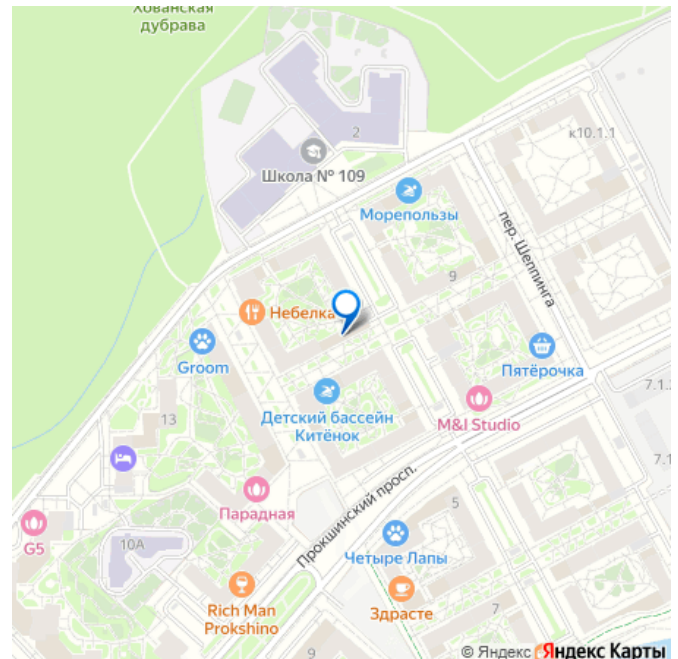 Хованская
дубрава
к10.1.1
2
Школа № 109
Морепользы
пер. Шеппинга
9
Небелка
Groom
Пятёрочка
7.1.
Детский бассейн
Китёнок
M&I Studio
13
Парадная
Прокшинский просп.
5
7.1
G5
10А
Четыре Лапы
Rich Man
Prokshino
Здрасте
7
9
© Яндекс Яндекс Карты